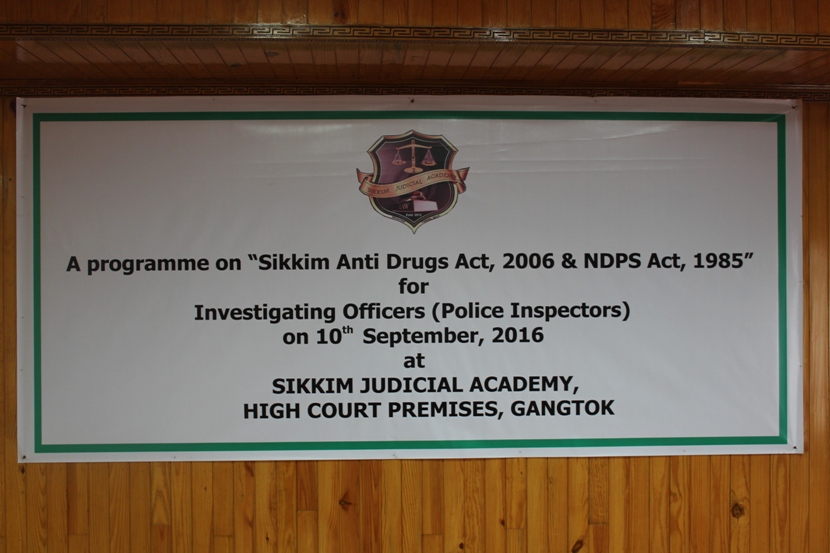 SIKKIM JUDICIAL ACADEMY
A programme on “Sikkim Anti Drugs Act, 2006 & NDPS Act, 1985”
for
Investigating Officers (Police Inspectors)
on 10th September, 2016
at
SIKKIM JUDICIAL ACADEMY,
HIGH COURT PREMISES, GANGTOK